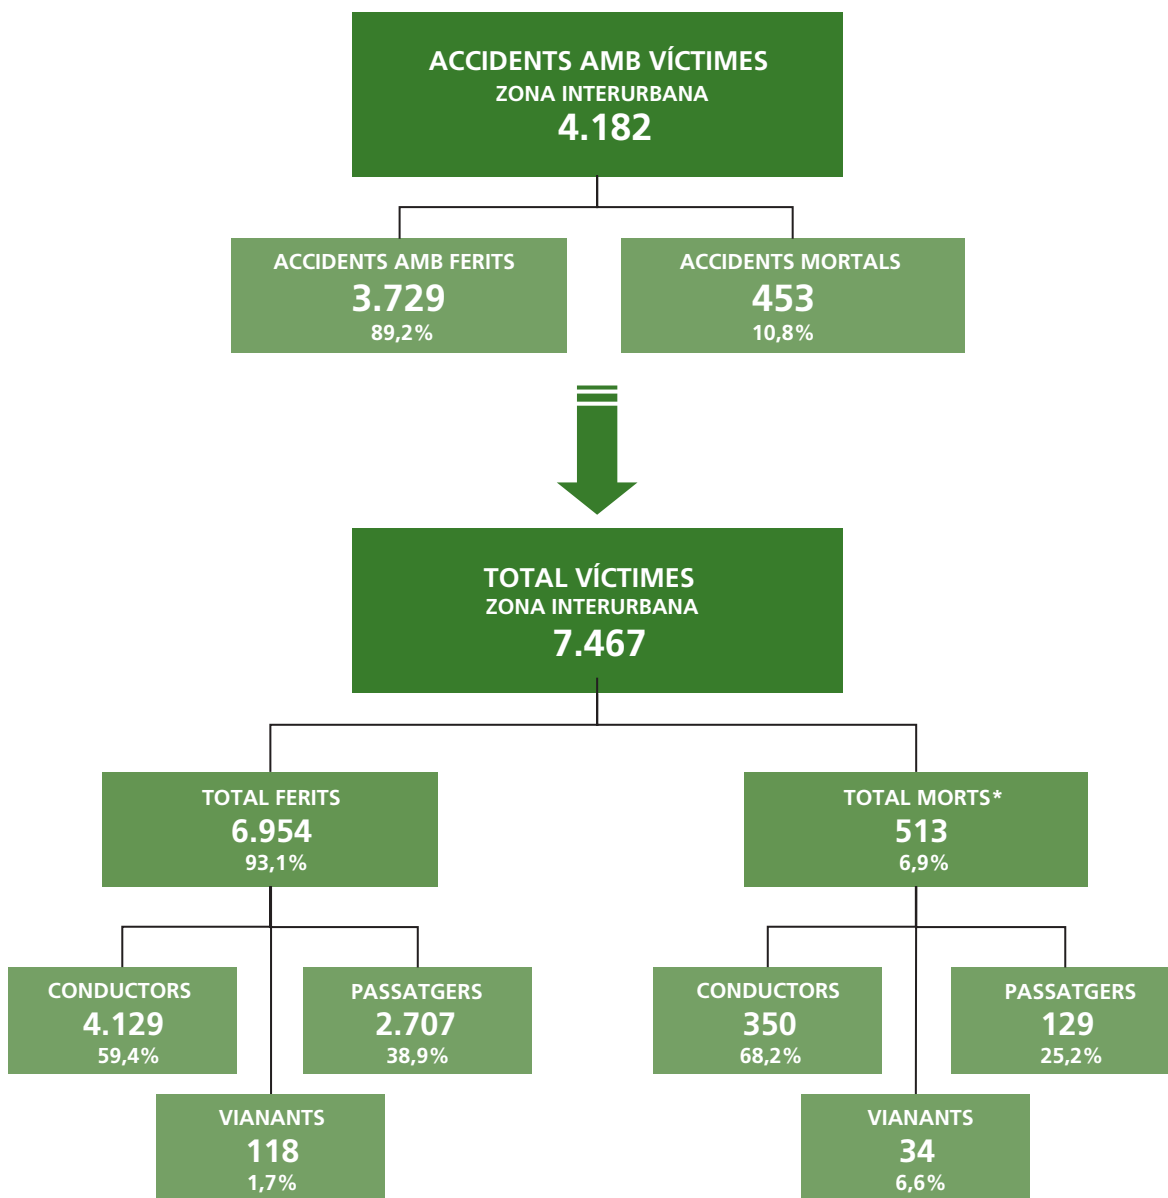 ACCIDENTS AMB VÍCTIMES
ZONA INTERURBANA
4.182
ACCIDENTS AMB FERITS
3.729
89,2%
ACCIDENTS MORTALS
453
10,8%
TOTAL VÍCTIMES
ZONA INTERURBANA
7.467
TOTAL FERITS
6.954
93,1%
TOTAL MORTS*
513
6,9%
CONDUCTORS
4.129
59,4%
PASSATGERS
2.707
38,9%
VIANANTS
118
1,7%
CONDUCTORS
350
68,2%
PASSATGERS
129
25,2%
VIANANTS
34
6,6%